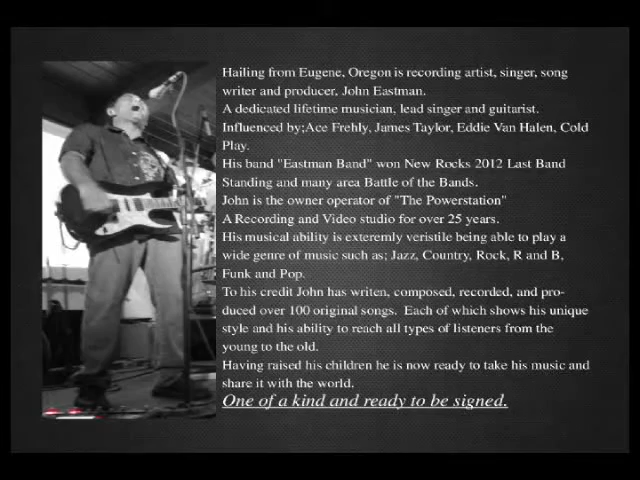 Hailing from Eugene, Oregon is recording artist, singer, song
writer and producer, John Eastman.
A dedicated lifetime musician, lead singer and guitarist.
Influenced by;Ace Frehly, James Taylor, Eddie Van Halen, Cold
Play.
His band "Eastman Band" won New Rocks 2012 Last Band
Standing and many area Battle of the Bands.
John is the owner operator of "The Powerstation"
A Recording and Video studio for over 25 years.
His musical ability is exteremly veristile being able to play a
wide genre of music such as; Jazz, Country, Rock, R and B,
Funk and Pop.
To his credit John has writen, composed, recorded, and pro-
duced over 100 original songs.  Each of which shows his unique
style and his ability to reach all types of listeners from the
young to the old.
Having raised his children he is now ready to take his music and
share it with the world.
One of a kind and ready to be signed.